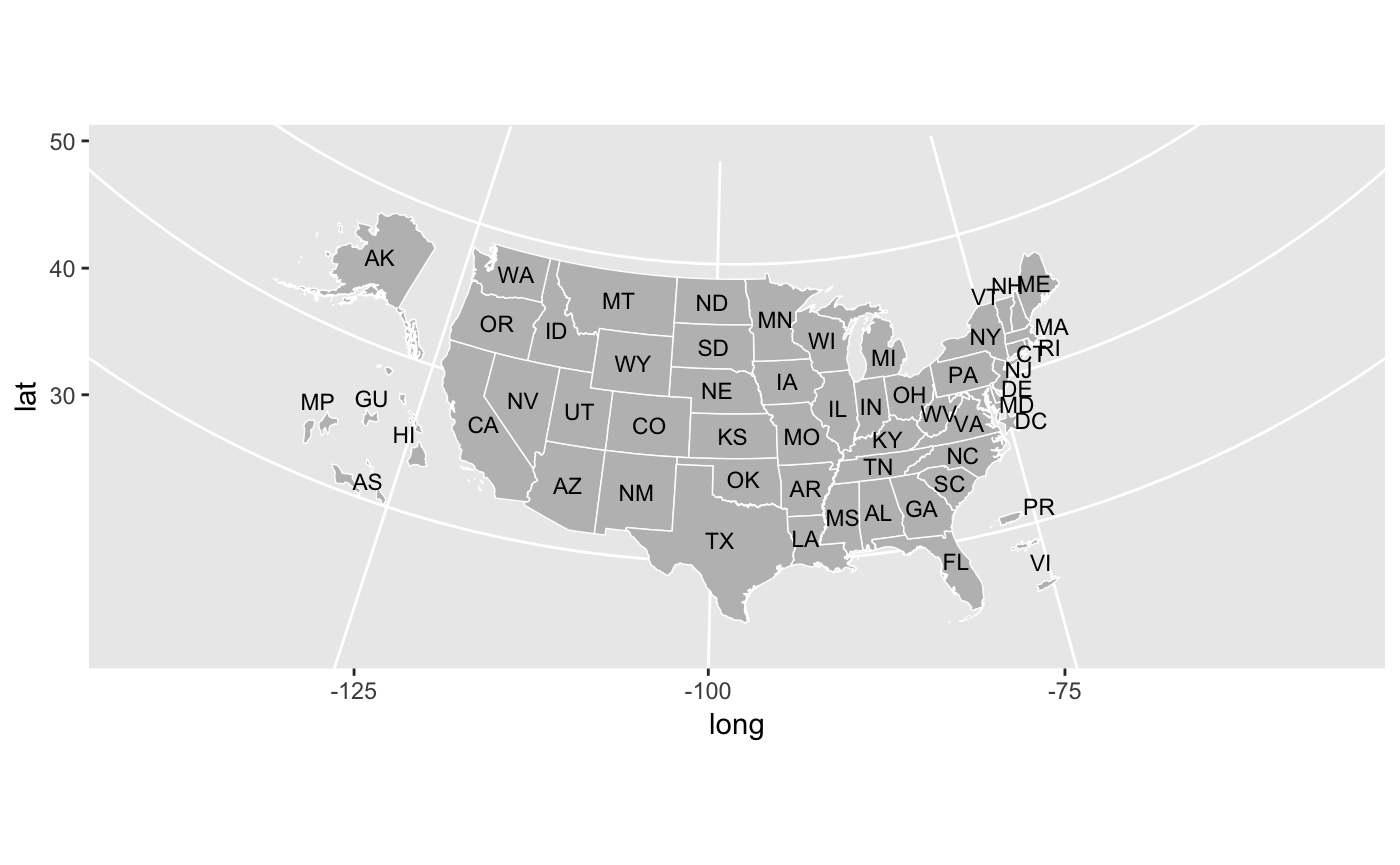 50
40
30
lat
AK
WA
MT
ND
MN
VT
NH
ME
OR
ID
SD
WI
NY
MA
WY
MI
CT
RI
NE
IA
PA
NJ
NV
UT
CO
IL
IN
OH
DE
MD
MP
GU
CA
KS
MO
KY
WV
VA
DC
HI
AS
AZ
NM
OK
AR
TN
NC
SC
TX
LA
MS
AL
GA
PR
FL
VI
-125
-100
-75
long